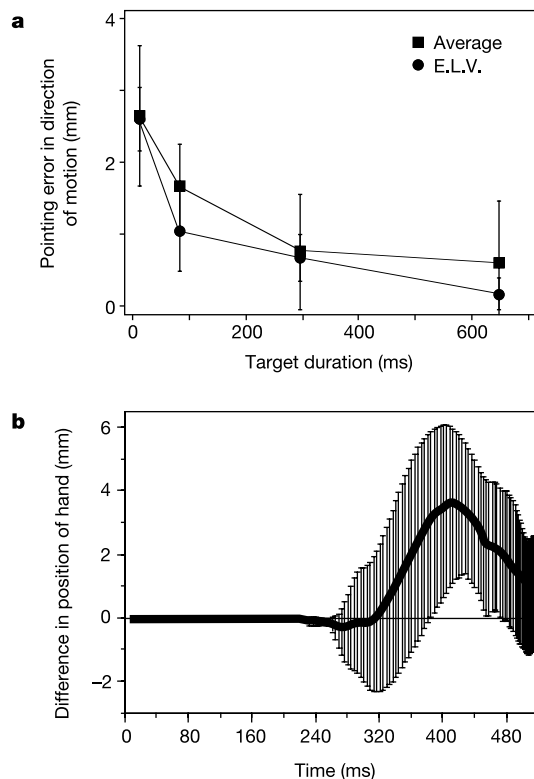 a
4
2
0
Pointing error in direction
of motion (mm)
Average
E.L.V.
0
200
400
600
Target duration (ms)
b
6
4
2
0
−2
Difference in position of hand (mm)
0
80
160
240
320
400
480
Time (ms)